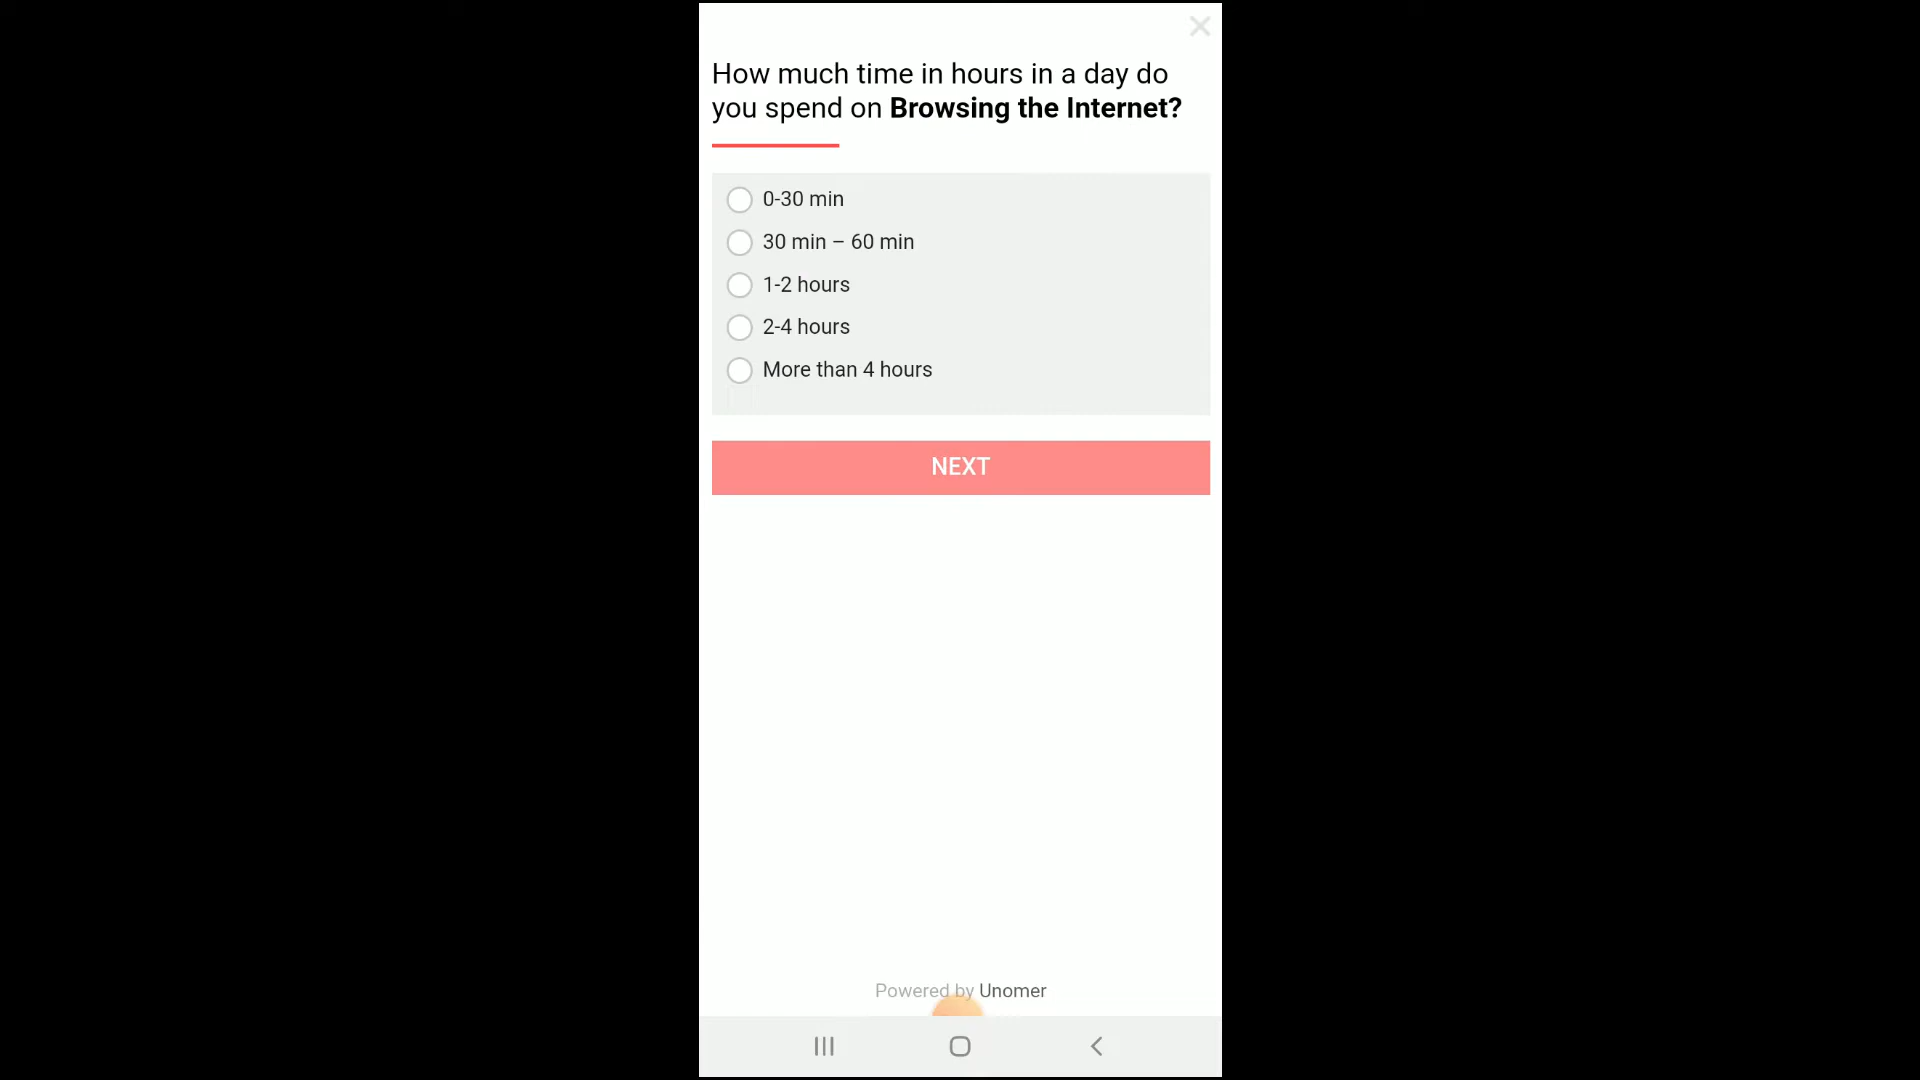 How much time in hours in a day do
you spend on Browsing the Internet?
0-30 min
30 min – 60 min
1-2 hours
2-4 hours
More than 4 hours
NEXT
Powered by Unomer